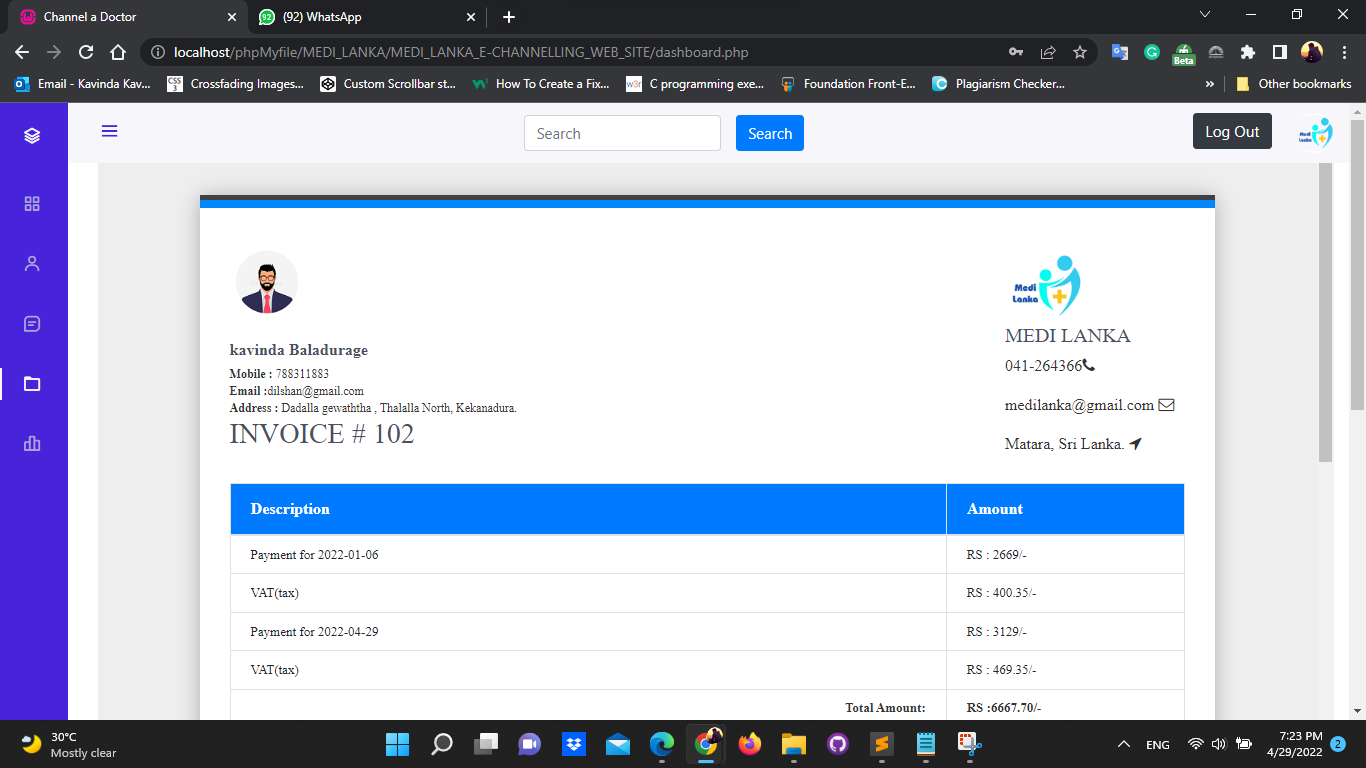 Channel a Doctor
92
(92) WhatsApp
localhost/phpMyfile/MEDI_LANKA/MEDI_LANKA_E-CHANNELLING_WEB_SITE/dashboard.php
Beta
Email - Kavinda Kav...
CSS
3
Crossfading Images...
Custom Scrollbar st...
How To Create a Fix...
w3r
C programming exe...
Foundation Front-E...
Plagiarism Checker...
»
Other bookmarks
Search
Search
Log Out
Medi
Lanka
Medi
Lanka
MEDI LANKA
041-264366
medilanka@gmail.com
Matara, Sri Lanka.
kavinda Baladurage
Mobile : 788311883
Email :dilshan@gmail.com
Address : Dadalla gewaththa , Thalalla North, Kekanadura.
INVOICE # 102
Description Amount
Payment for 2022-01-06 RS : 2669/-
VAT(tax) RS : 400.35/-
Payment for 2022-04-29 RS : 3129/-
VAT(tax) RS : 469.35/-
Total Amount: RS :6667.70/-
30°C
Mostly clear
ENG
7:23 PM
4/29/2022
2